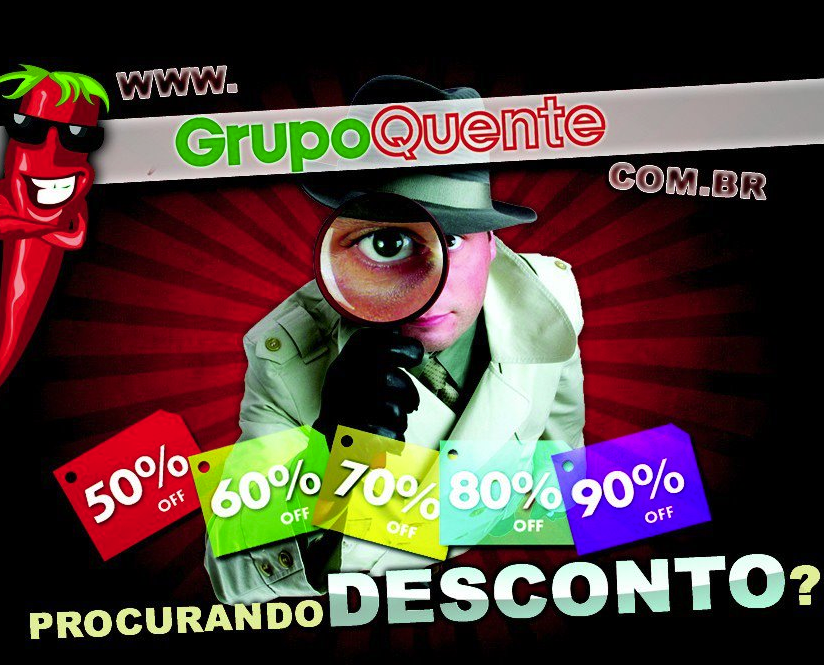 WWW.
GrupoQuente
COM.BR
50% OFF
60% OFF
70% OFF
80% OFF
90% OFF
PROCURANDO DESCONTO?